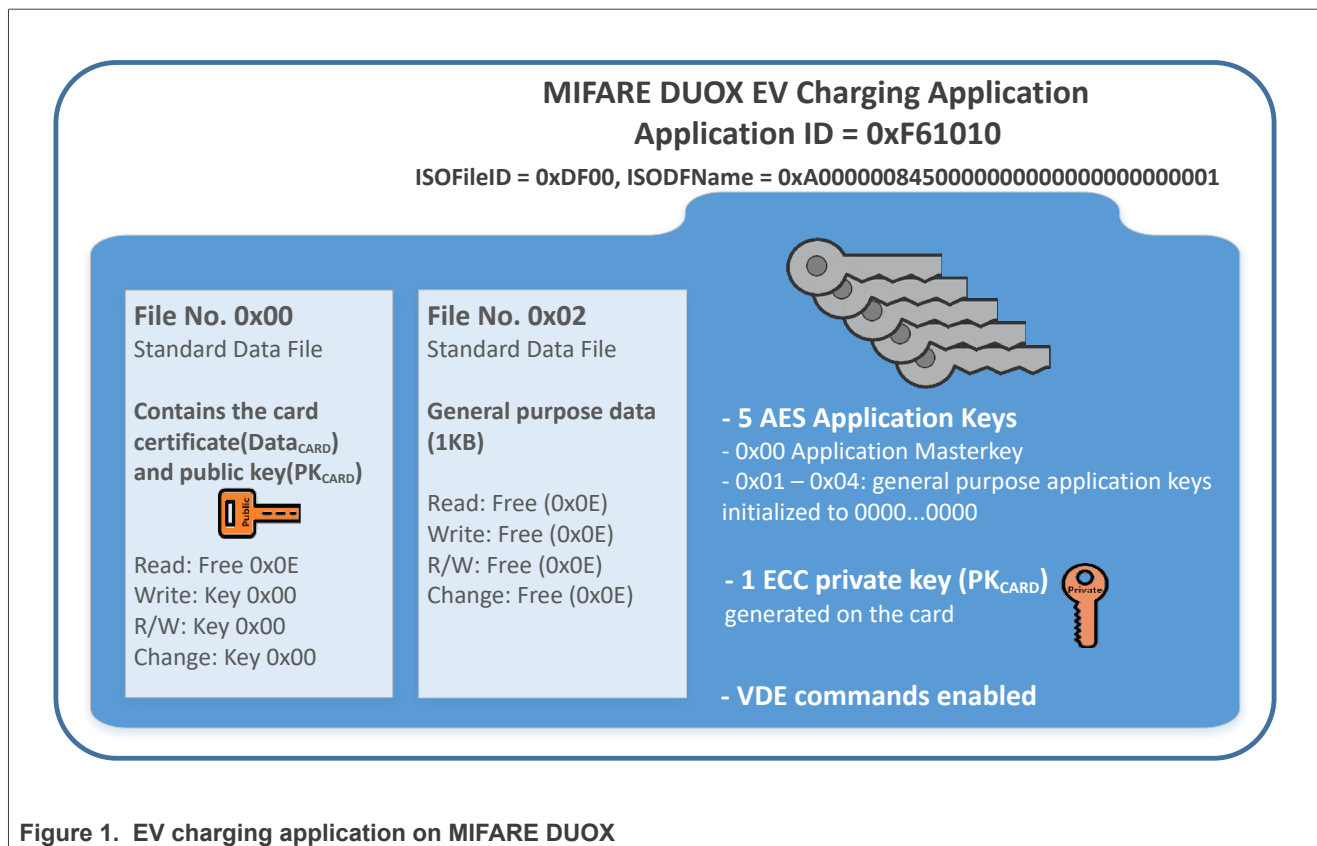 MIFARE DUOX EV Charging Application
Application ID = 0xF61010
ISOFileID = 0xDF00, ISODFName = 0xA00000084500000000000000000000001
File No. 0x00
Standard Data File
Contains the card
certificate(DataCARD)
and public key(PKCARD)
Public
Read: Free 0x0E
Write: Key 0x00
R/W: Key 0x00
Change: Key 0x00
File No. 0x02
Standard Data File
General purpose data
(1KB)
Read: Free (0x0E)
Write: Free (0x0E)
R/W: Free (0x0E)
Change: Free (0x0E)
- 5 AES Application Keys
- 0x00 Application Masterkey
- 0x01 – 0x04: general purpose application keys
initialized to 0000...0000
- 1 ECC private key (PKCARD)
Private
generated on the card
- VDE commands enabled
Figure 1. EV charging application on MIFARE DUOX